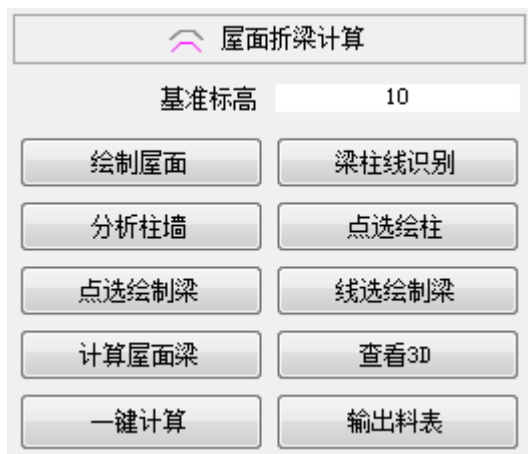 屋面折梁计算
基准标高 10
绘制屋面 梁柱线识别
分析柱墙 点选绘柱
点选绘制梁 线选绘制梁
计算屋面梁 查看3D
一键计算 输出料表